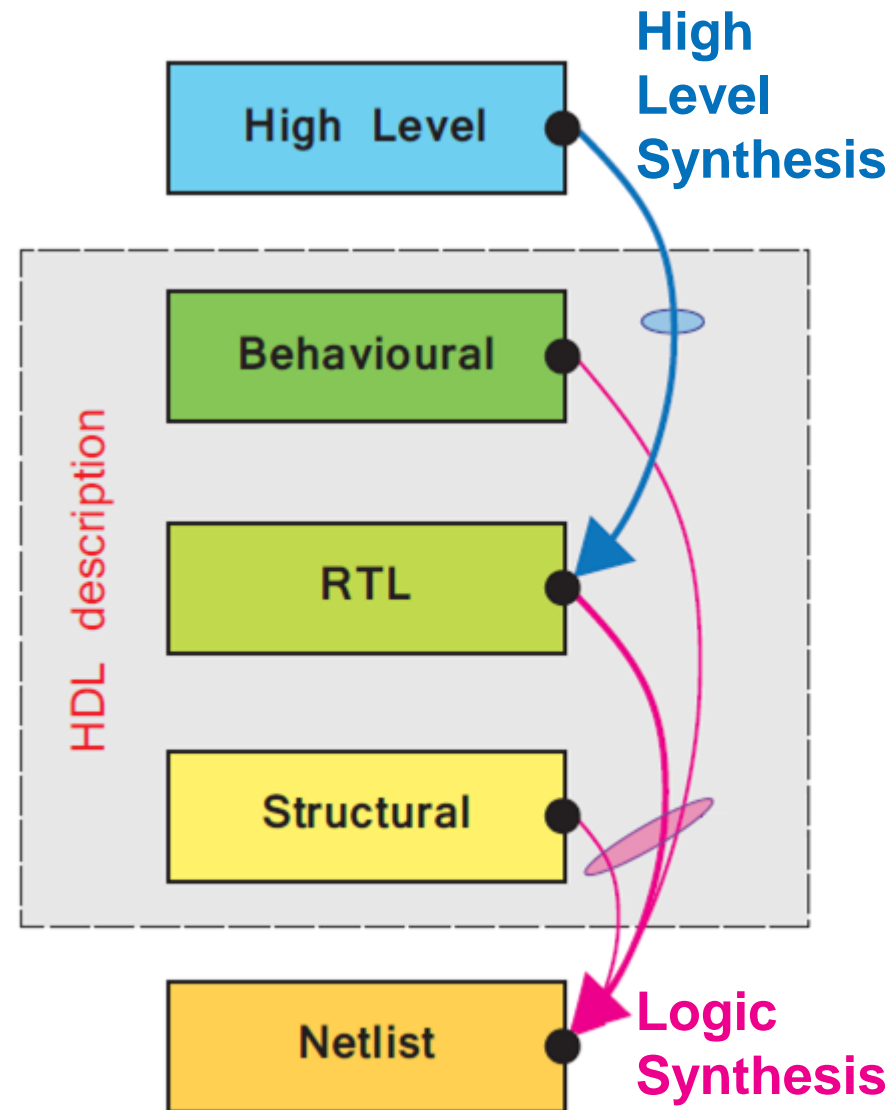 High
Level
Synthesis
High Level
Behavioural
HDL description
RTL
Structural
Netlist
Logic
Synthesis